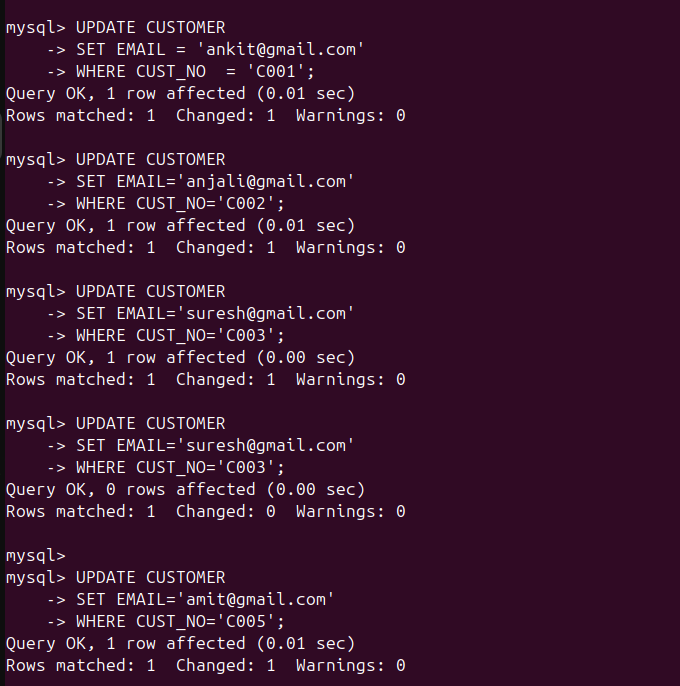 mysql> UPDATE CUSTOMER
    -> SET EMAIL = 'ankit@gmail.com'
    -> WHERE CUST_NO  = 'C001';
Query OK, 1 row affected (0.01 sec)
Rows matched: 1  Changed: 1  Warnings: 0

mysql> UPDATE CUSTOMER
    -> SET EMAIL='anjali@gmail.com'
    -> WHERE CUST_NO='C002';
Query OK, 1 row affected (0.01 sec)
Rows matched: 1  Changed: 1  Warnings: 0

mysql> UPDATE CUSTOMER
    -> SET EMAIL='suresh@gmail.com'
    -> WHERE CUST_NO='C003';
Query OK, 1 row affected (0.00 sec)
Rows matched: 1  Changed: 1  Warnings: 0

mysql> UPDATE CUSTOMER
    -> SET EMAIL='suresh@gmail.com'
    -> WHERE CUST_NO='C003';
Query OK, 0 rows affected (0.00 sec)
Rows matched: 1  Changed: 0  Warnings: 0

mysql>
mysql> UPDATE CUSTOMER
    -> SET EMAIL='amit@gmail.com'
    -> WHERE CUST_NO='C005';
Query OK, 1 row affected (0.01 sec)
Rows matched: 1  Changed: 1  Warnings: 0